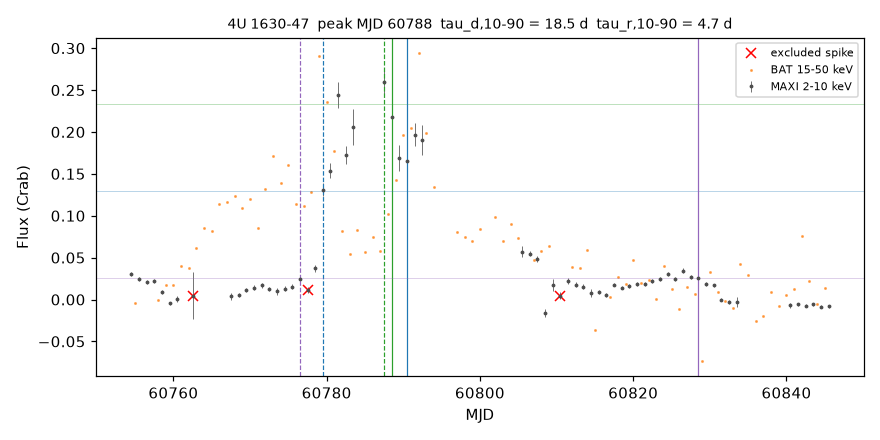 4U 1630-47  peak MJD 60788  tau_d,10-90 = 18.5 d  tau_r,10-90 = 4.7 d
excluded spike
BAT 15-50 keV
MAXI 2-10 keV
Flux (Crab)
0.30
0.25
0.20
0.15
0.10
0.05
0.00
−0.05
60760
60780
60800
60820
60840
MJD